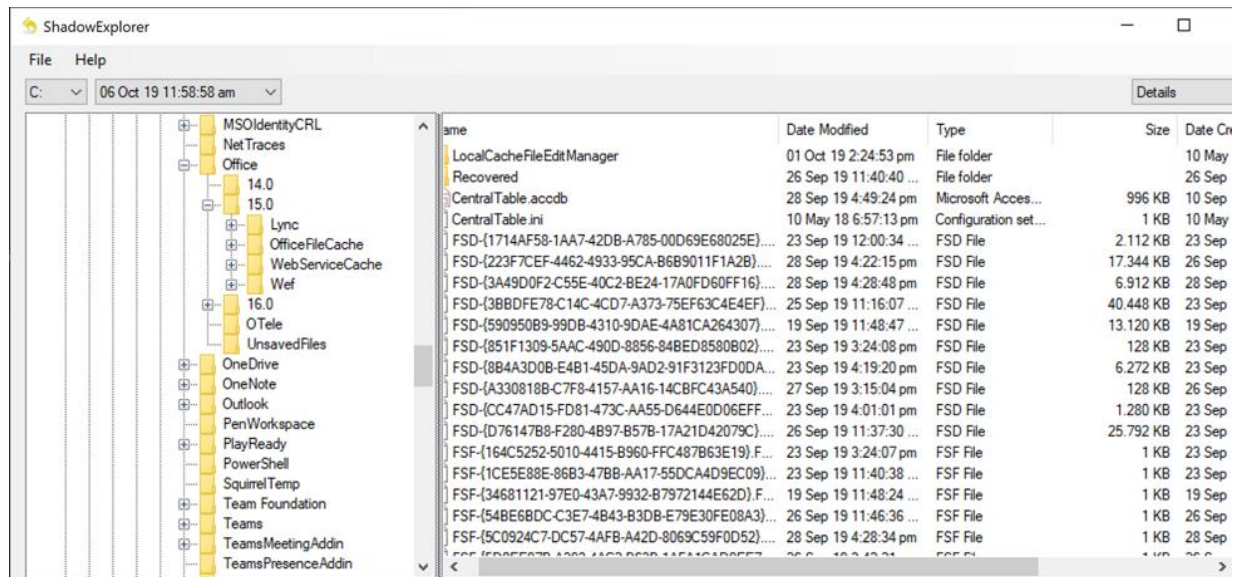 ShadowExplorer
File Help
C: 06 Oct 19 11:58:58 am Details
MSOIdentityCRL
NetTraces
Office
14.0
15.0
Lync
OfficeFileCache
WebServiceCache
Wef
16.0
OTele
UnsavedFiles
OneDrive
OneNote
Outlook
PenWorkspace
PlayReady
PowerShell
SquirrelTemp
Team Foundation
Teams
TeamsMeetingAddin
TeamsPresenceAddin
ame Date Modified Type Size Date Cre
LocalCacheFileEditManager 01 Oct 19 2:24:53 pm File folder 10 May
Recovered 26 Sep 19 11:40:40 ... File folder 26 Sep
CentralTable.accdb 28 Sep 19 4:49:24 pm Microsoft Acces... 996 KB 10 Sep
CentralTable.ini 10 May 18 6:57:13 pm Configuration set... 1 KB 10 May
FSD-{1714AF58-1AA7-42DB-A785-00D69E68025E}.... 23 Sep 19 12:00:34 ... FSD File 2.112 KB 23 Sep
FSD-{223F7CEF-4462-4933-95CA-B6B9011F1A2B}.... 28 Sep 19 4:22:15 pm FSD File 17.344 KB 26 Sep
FSD-{3A49D0F2-C55E-40C2-BE24-17A0FD60FF16}.... 28 Sep 19 4:28:48 pm FSD File 6.912 KB 28 Sep
FSD-{3BBDFE78-C14C-4CD7-A373-75EF63C4E4EF}... 25 Sep 19 11:16:07 ... FSD File 40.448 KB 23 Sep
FSD-{590950B9-99DB-4310-9DAE-4A81CA264307}.... 19 Sep 19 11:48:47 ... FSD File 13.120 KB 19 Sep
FSD-{851F1309-5AAC-490D-8856-84BED8580B02}.... 23 Sep 19 3:24:08 pm FSD File 128 KB 23 Sep
FSD-{8B4A3D0B-E4B1-45DA-9AD2-91F3123FD0DA... 23 Sep 19 4:19:20 pm FSD File 6.272 KB 23 Sep
FSD-{A330818B-C7F8-4157-AA16-14CBFC43A540}.... 27 Sep 19 3:15:04 pm FSD File 128 KB 26 Sep
FSD-{CC47AD15-FD81-473C-AA55-D644E0D06EFF... 23 Sep 19 4:01:01 pm FSD File 1.280 KB 23 Sep
FSD-{D76147B8-F280-4B97-B57B-17A21D42079C}.... 26 Sep 19 11:37:30 ... FSD File 25.792 KB 23 Sep
FSF-{164C5252-5010-4415-B960-FFC487B63E19}.F... 23 Sep 19 3:24:07 pm FSF File 1 KB 23 Sep
FSF-{1CE5E88E-86B3-47BB-AA17-55DCA4D9EC09}... 23 Sep 19 11:40:38 ... FSF File 1 KB 23 Sep
FSF-{34681121-97E0-43A7-9932-B7972144E62D}.F... 19 Sep 19 11:48:24 ... FSF File 1 KB 19 Sep
FSF-{54BE6BDC-C3E7-4B43-B3DB-E79E30FE08A3}... 26 Sep 19 11:46:36 ... FSF File 1 KB 26 Sep
FSF-{5C0924C7-DC57-4AFB-A42D-8069C59F0D52}.... 28 Sep 19 4:28:34 pm FSF File 1 KB 28 Sep